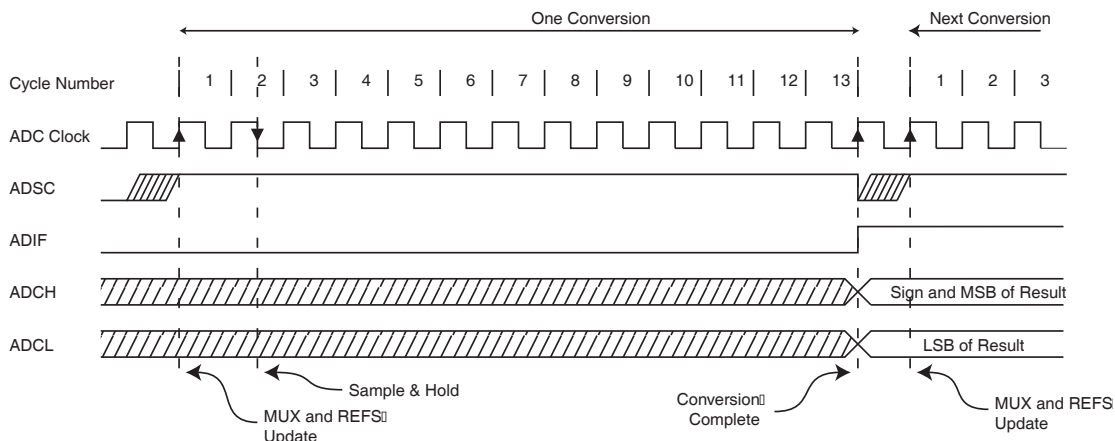 One Conversion Next Conversion
Cycle Number 1 2 3 4 5 6 7 8 9 10 11 12 13 1 2 3
ADC Clock
ADSC
ADIF
ADCH Sign and MSB of Result
ADCL LSB of Result
Sample & Hold
MUX and REFS
Update
Conversion
Complete
MUX and REFS
Update